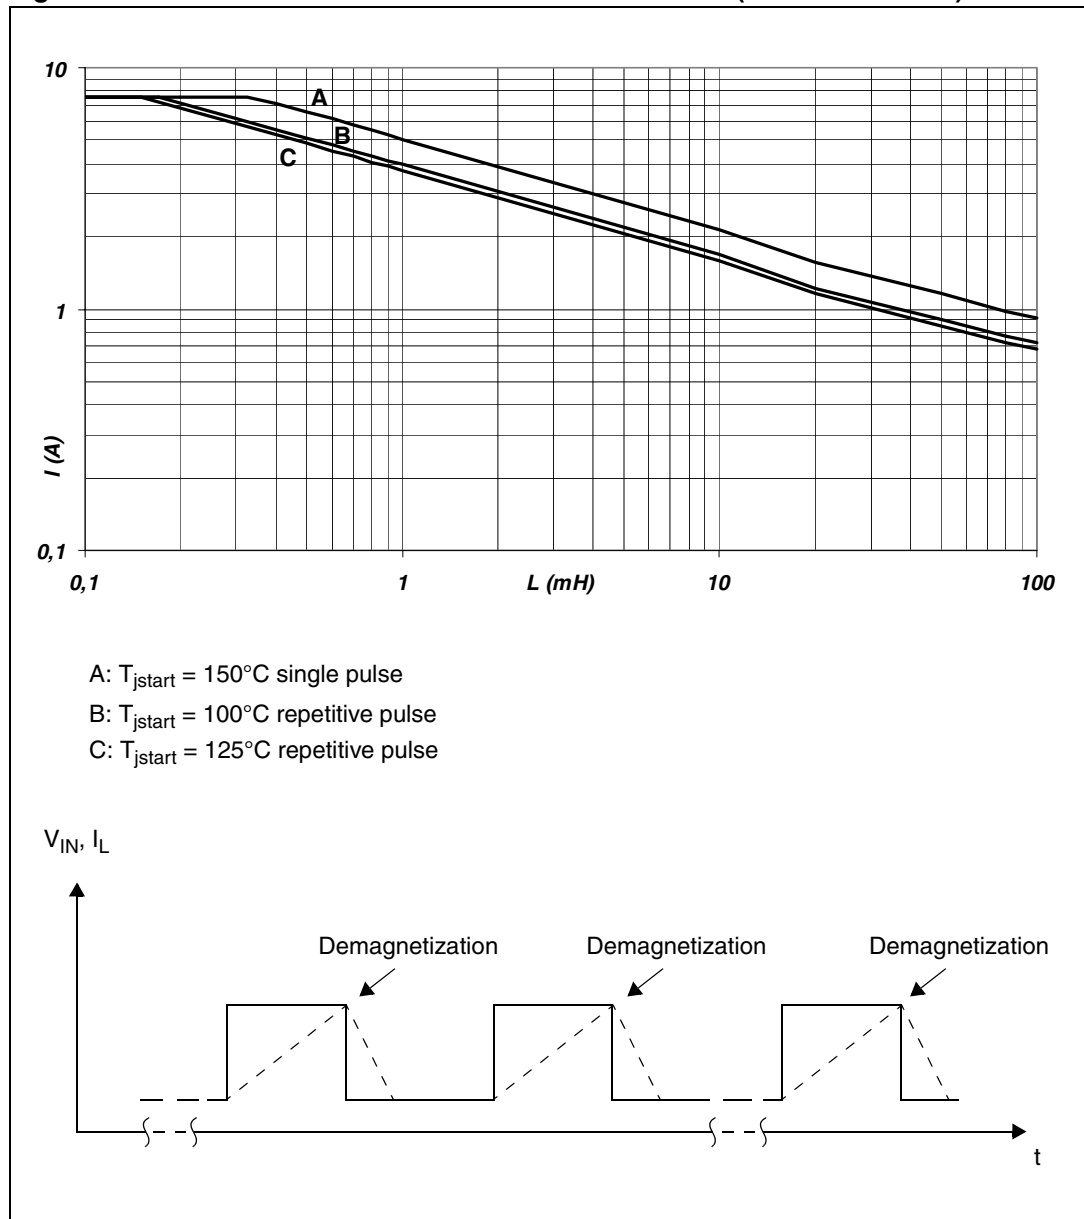 10
A
B
C
1
I (A)
0,1
0,1 1 L (mH) 10 100
A: Tjstart = 150°C single pulse
B: Tjstart = 100°C repetitive pulse
C: Tjstart = 125°C repetitive pulse
VIN, IL
Demagnetization Demagnetization Demagnetization
t